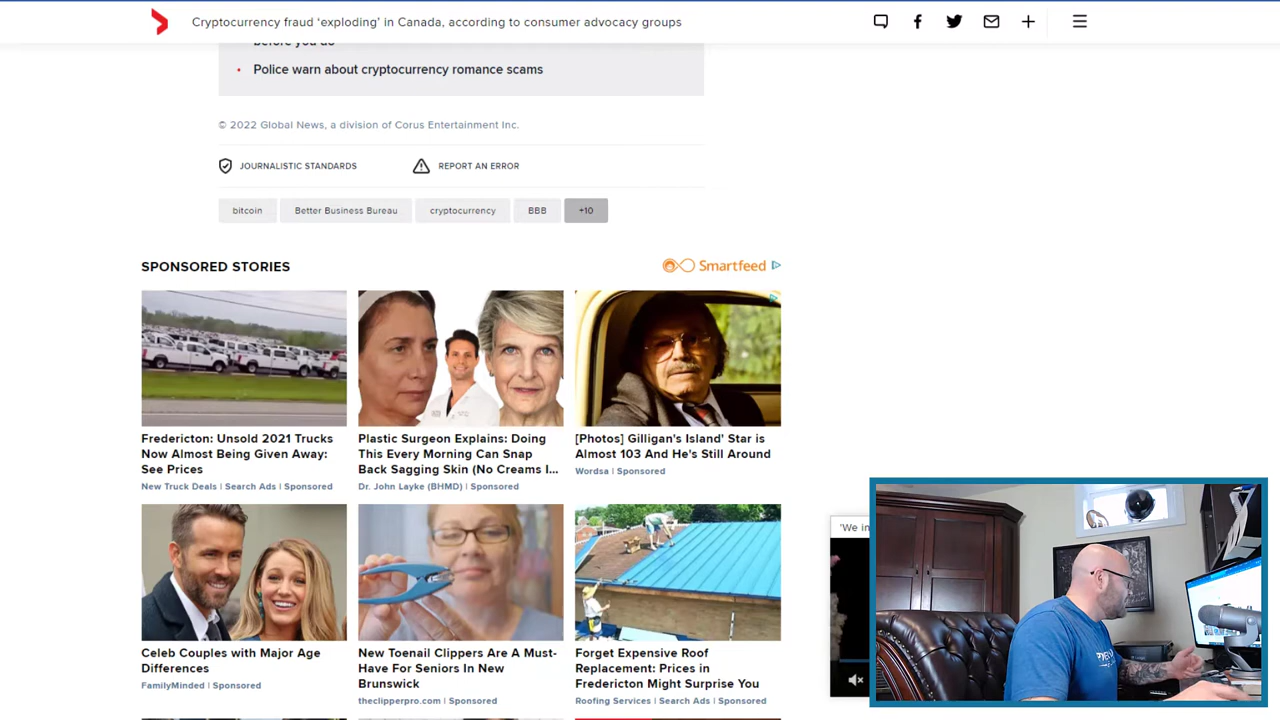 Cryptocurrency fraud ‘exploding’ in Canada, according to consumer advocacy groups
before you do
• Police warn about cryptocurrency romance scams
© 2022 Global News, a division of Corus Entertainment Inc.
JOURNALISTIC STANDARDS
REPORT AN ERROR
bitcoin
Better Business Bureau
cryptocurrency
BBB
+10
SPONSORED STORIES
Smartfeed
Fredericton: Unsold 2021 Trucks
Now Almost Being Given Away:
See Prices
New Truck Deals | Search Ads | Sponsored
Plastic Surgeon Explains: Doing
This Every Morning Can Snap
Back Sagging Skin (No Creams I...
Dr. John Layke (BHMD) | Sponsored
[Photos] Gilligan's Island' Star is
Almost 103 And He's Still Around
Wordsa | Sponsored
Celeb Couples with Major Age
Differences
FamilyMinded | Sponsored
New Toenail Clippers Are A Must-
Have For Seniors In New
Brunswick
theclipperpro.com | Sponsored
Forget Expensive Roof
Replacement: Prices in
Fredericton Might Surprise You
Roofing Services | Search Ads | Sponsored
'We in